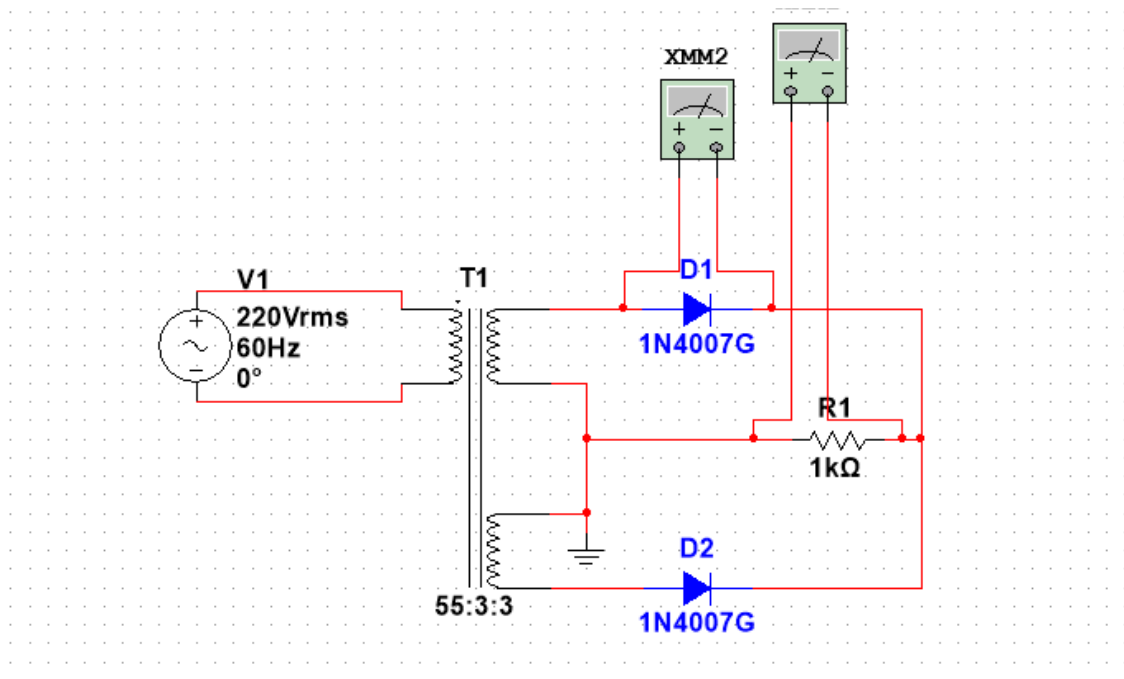 XMM2
V1
220Vrms
60Hz
0°
T1
D1
1N4007G
R1
1kΩ
D2
1N4007G
55:3:3